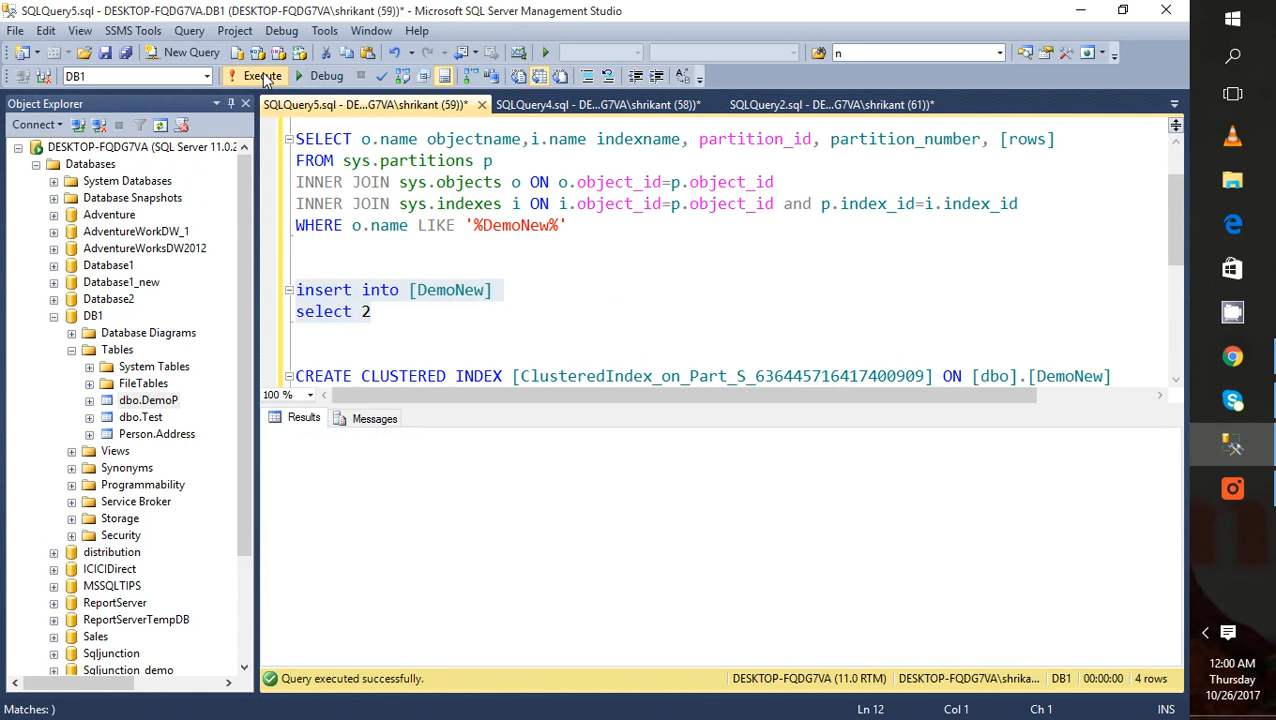 SQLQuery5.sql - DESKTOP-FQDG7VA.DB1 (DESKTOP-FQDG7VA\shrikant (59))* - Microsoft SQL Server Management Studio
File Edit View SSMS Tools Query Project Debug Tools Window Help
New Query n
DB1 Execute Debug
Object Explorer
SQLQuery5.sql - DE...G7VA\shrikant (59))* SQLQuery4.sql - DE...G7VA\shrikant (58))* SQLQuery2.sql - DE...G7VA\shrikant (61))*
Connect
DESKTOP-FQDG7VA (SQL Server 11.0.2
Databases
System Databases
Database Snapshots
Adventure
AdventureWorkDW_1
AdventureWorksDW2012
Database1
Database1_new
Database2
DB1
Database Diagrams
Tables
System Tables
FileTables
dbo.DemoP
dbo.Test
Person.Address
Views
Synonyms
Programmability
Service Broker
Storage
Security
distribution
ICICIDirect
MSSQLTIPS
ReportServer
ReportServerTempDB
Sales
Sqljunction
Sqljunction_demo
SELECT o.name objectname,i.name indexname, partition_id, partition_number, [rows]
FROM sys.partitions p
INNER JOIN sys.objects o ON o.object_id=p.object_id
INNER JOIN sys.indexes i ON i.object_id=p.object_id and p.index_id=i.index_id
WHERE o.name LIKE '%DemoNew%'
insert into [DemoNew]
select 2
CREATE CLUSTERED INDEX [ClusteredIndex_on_Part_S_636445716417400909] ON [dbo].[DemoNew]
100 %
Results Messages
Query executed successfully. DESKTOP-FQDG7VA (11.0 RTM) DESKTOP-FQDG7VA\shrika... DB1 00:00:00 4 rows
Matches: ) Ln 12 Col 1 Ch 1 INS
12:00 AM
Thursday
10/26/2017